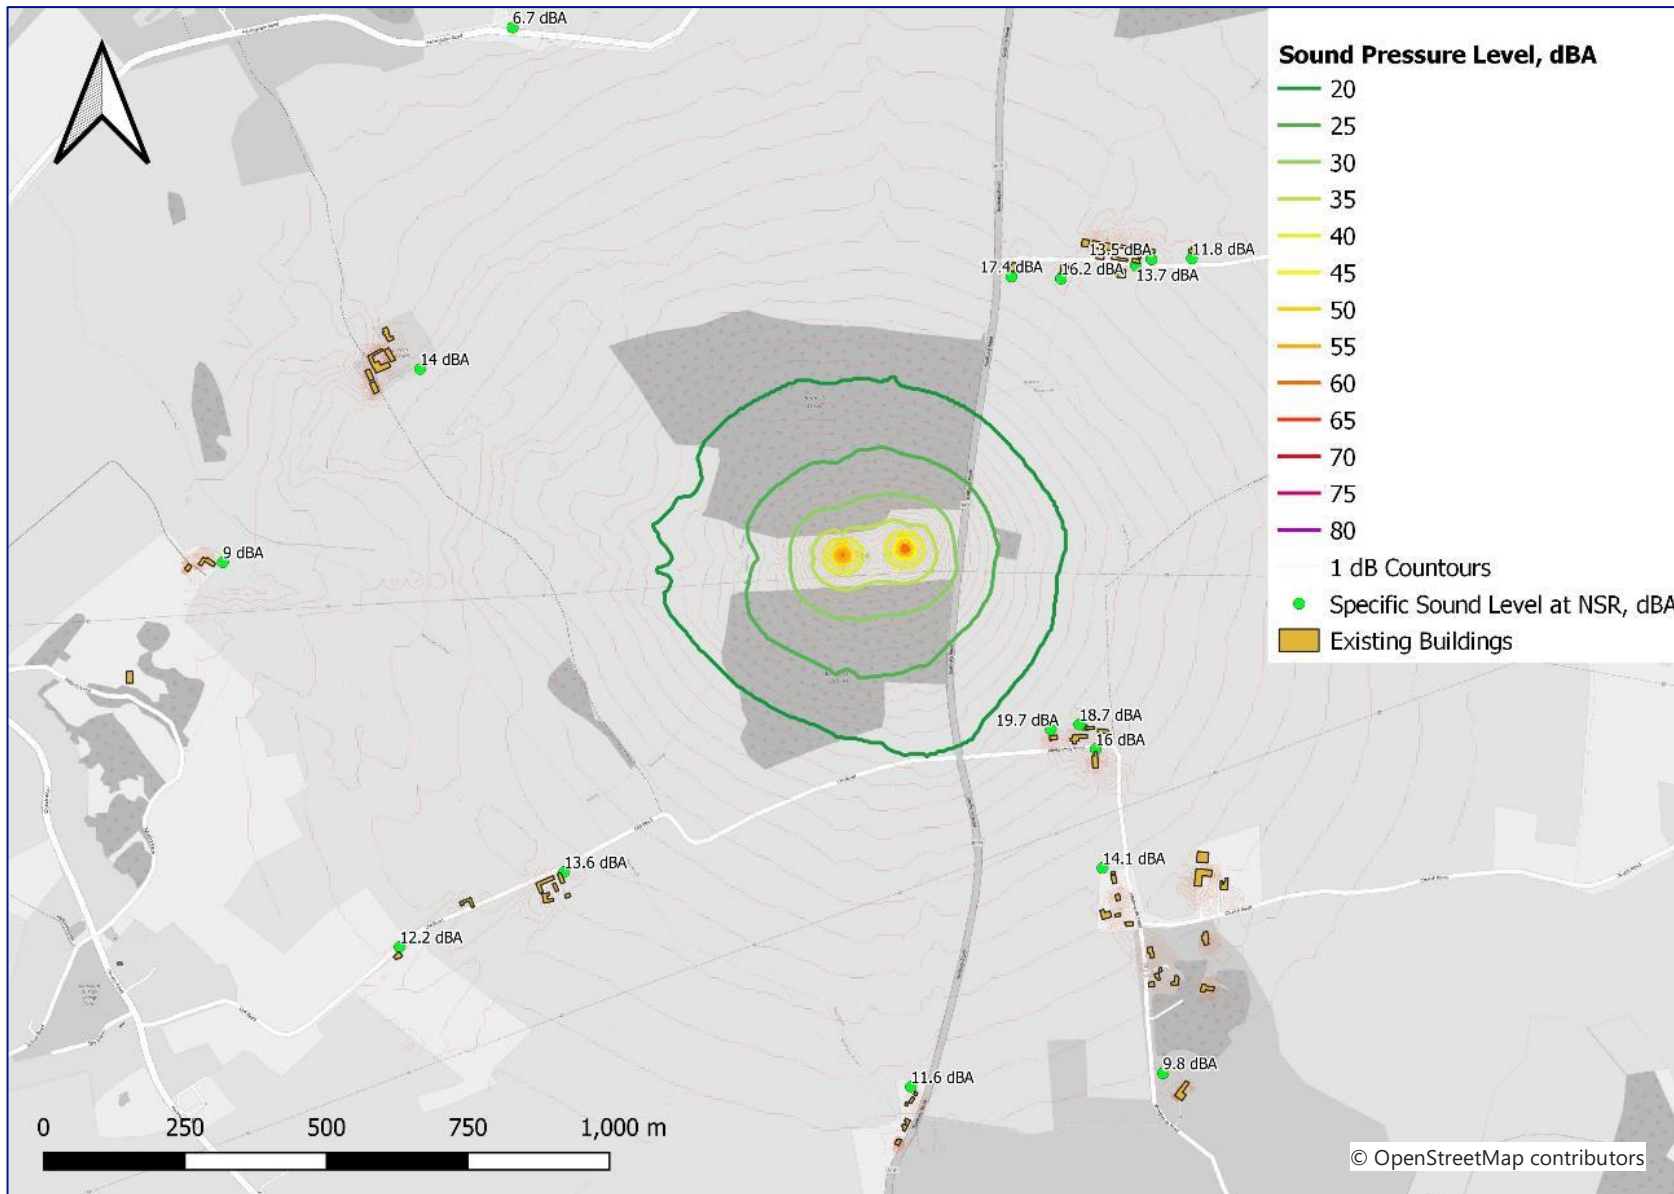 6.7 dBA
Sound Pressure Level, dBA
20
25
30
35
40
45
50
55
60
65
70
75
80
1 dB Countours
Specific Sound Level at NSR, dBA
Existing Buildings
13.5 dBA
11.8 dBA
17.4 dBA
16.2 dBA
13.7 dBA
14 dBA
9 dBA
19.7 dBA
18.7 dBA
16 dBA
13.6 dBA
14.1 dBA
12.2 dBA
11.6 dBA
9.8 dBA
0 250 500 750 1,000 m
© OpenStreetMap contributors